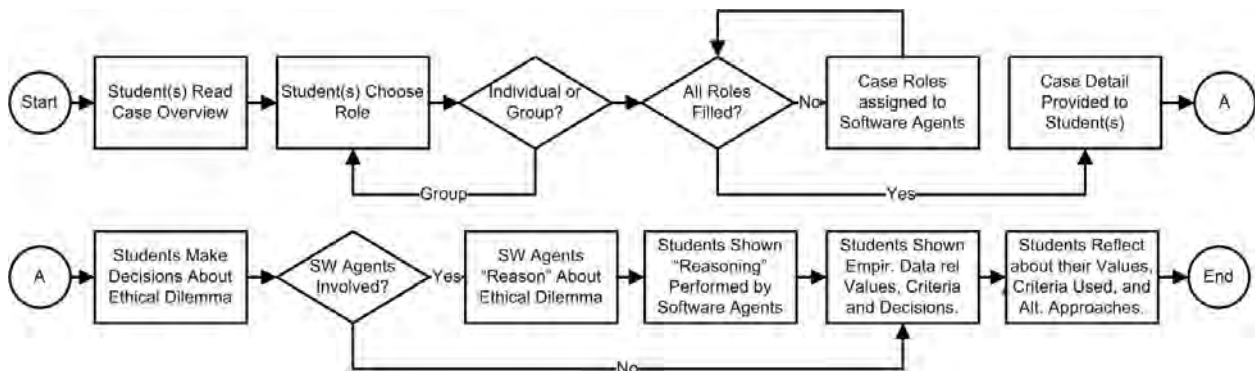 Start
Student(s) Read
Case Overview
Student(s) Choose
Role
Individual or
Group?
Group
All Roles
Filled?
No
Case Roles
assigned to
Software Agents
Yes
Case Detail
Provided to
Student(s)
A
A
Students Make
Decisions About
Ethical Dilemma
SW Agents
Involved?
Yes
No
SW Agents
"Reason" About
Ethical Dilemma
Students Shown
"Reasoning"
Performed by
Software Agents
Students Shown
Empir. Data rel
Values, Criteria
and Decisions.
Students Reflect
about their Values,
Criteria Used, and
Alt. Approaches.
End